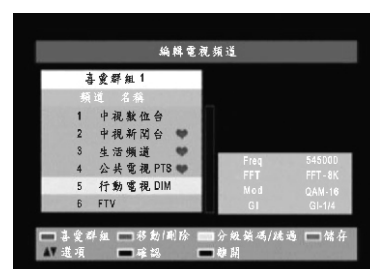 編輯電視頻道
喜愛群組 1
頻道 名稱
1 中視數位台
2 中視新聞台
3 生活頻道
4 公共電視 PTS
5 行動電視 DIM
6 FTV
Freq 545000
FFT FFT-8K
Mod QAM-16
GI GI-1/4
喜愛群組 移動/刪除 分級鎖碼/跳過 儲存
選項 確認 離開